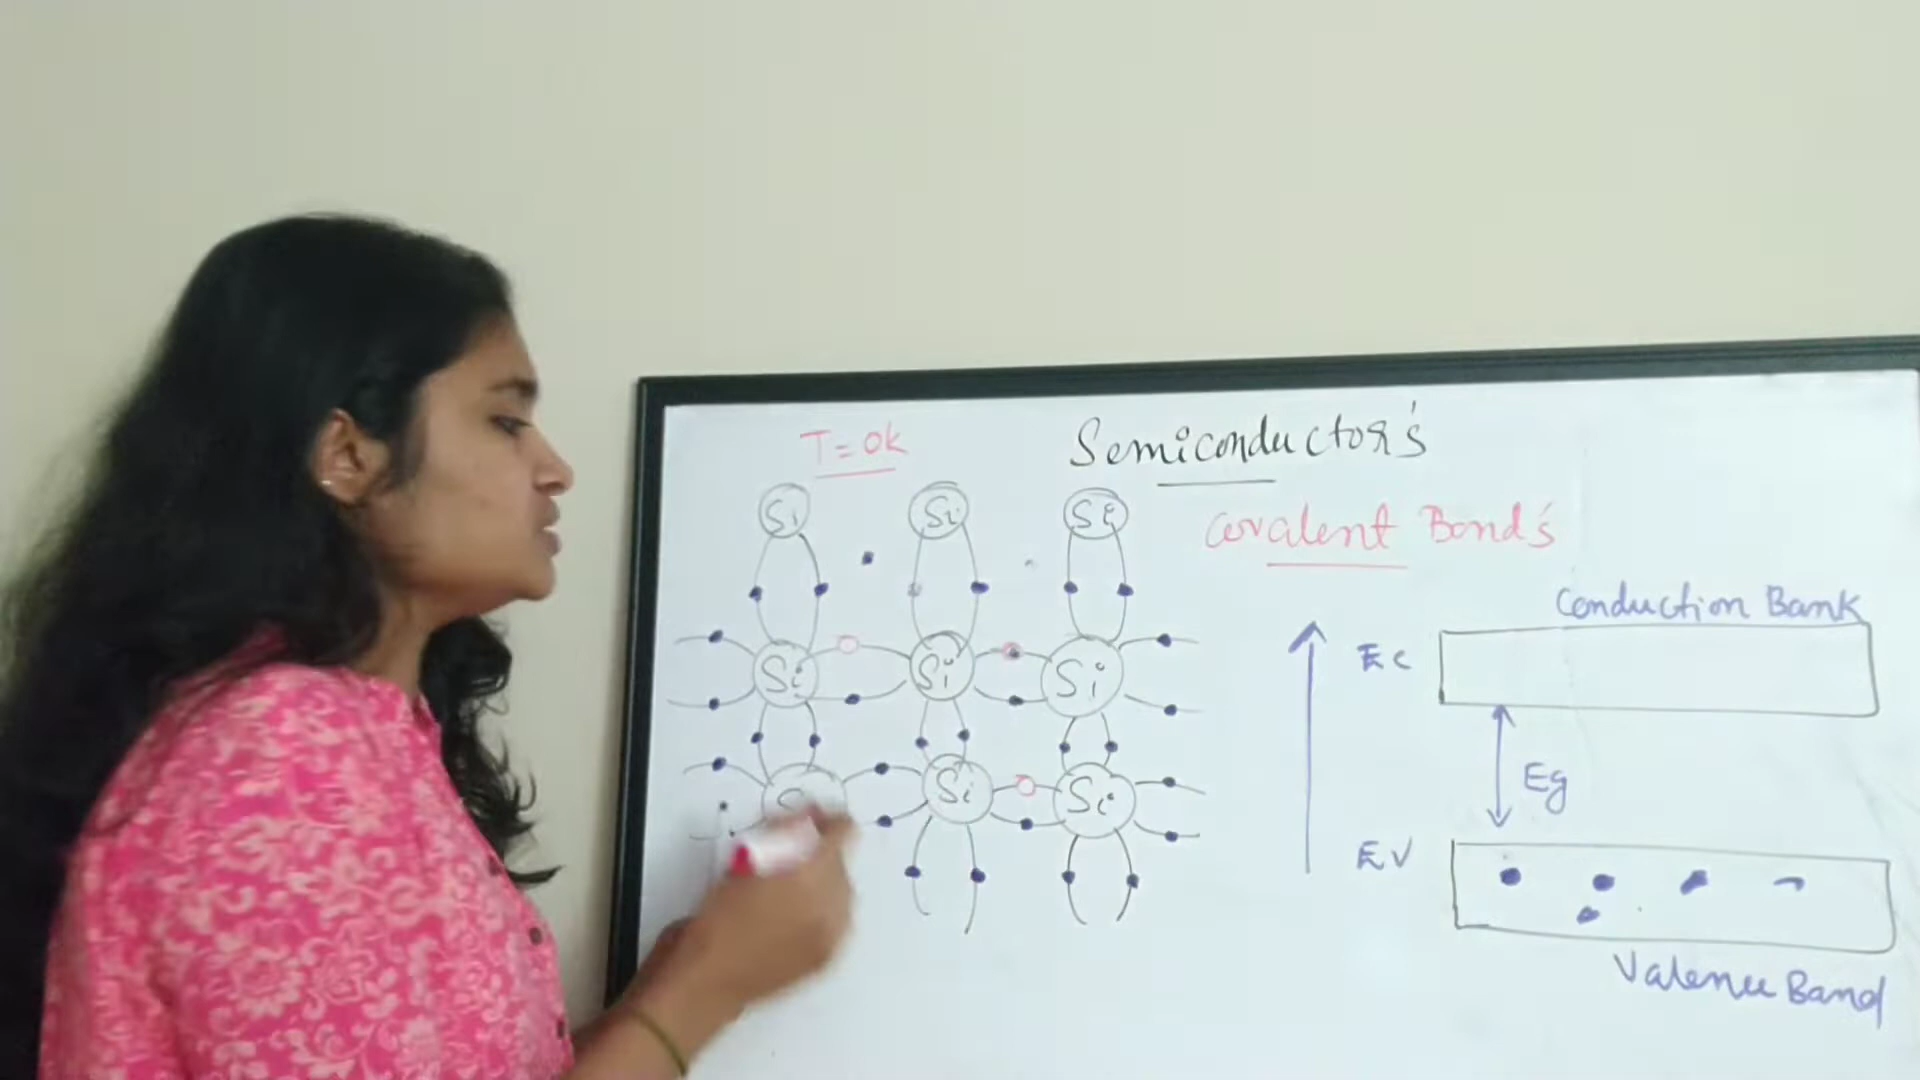 T=0k
Semiconductor's
Si Si Si
Covalent Bond's
Conduction Bank
Si Si Si
Ec
Eg
Si Si
EV
Valence Band